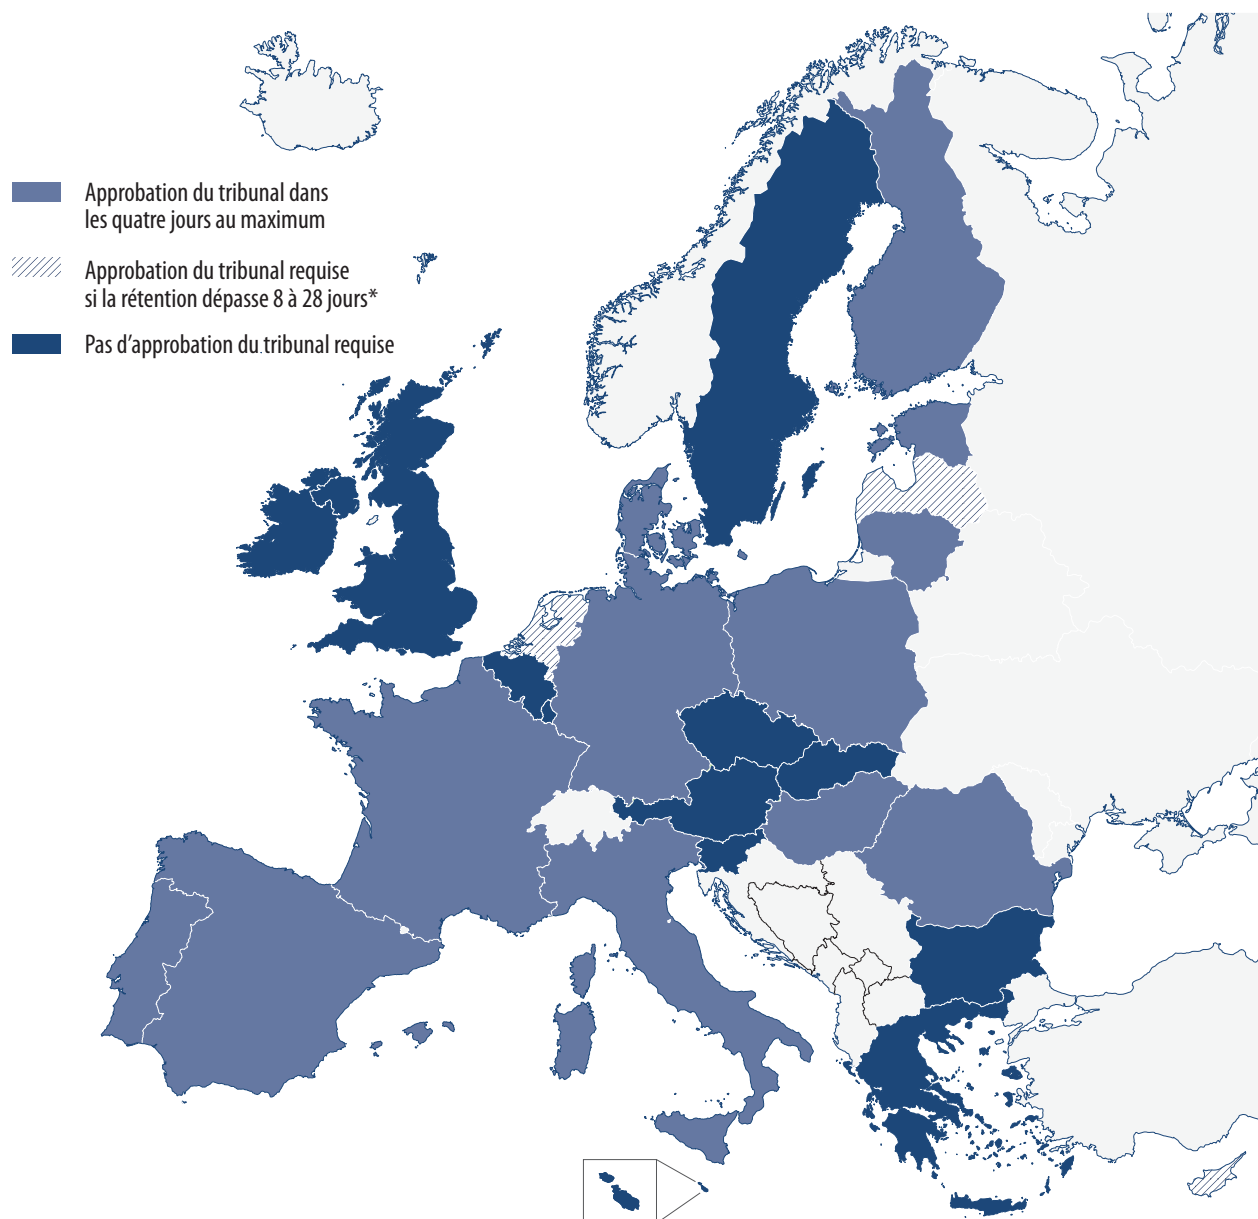 Approbation du tribunal dans
les quatre jours au maximum
Approbation du tribunal requise
si la rétention dépasse 8 à 28 jours*
Pas d’approbation du tribunal requise